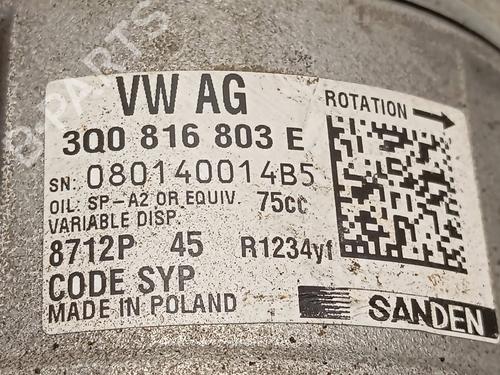 VW AG
ROTATION
3Q0 816 803 E
SN: 080140014B5
OIL: SP-A2 OR EQUIV. 75cc
VARIABLE DISP.
8712P 45 R1234yf
CODE SYP
MADE IN POLAND
SANDEN
B-PARTS